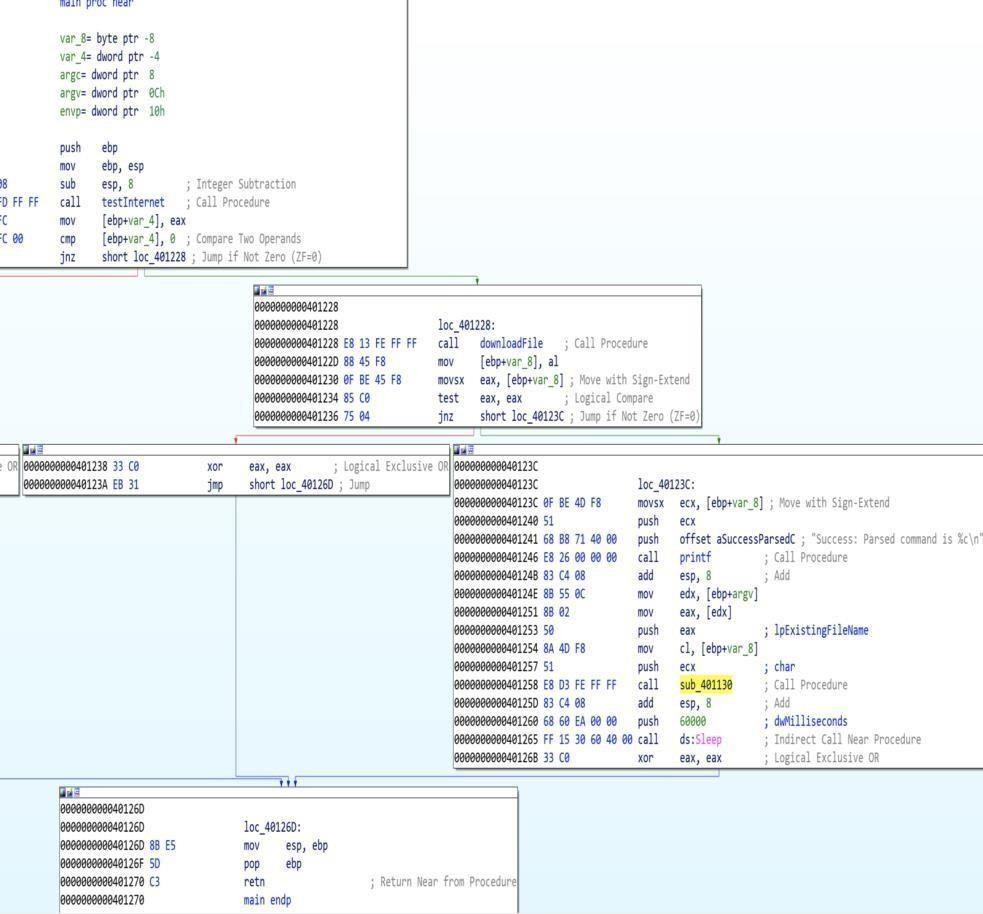 main proc near
var_8= byte ptr -8
var_4= dword ptr -4
argc= dword ptr  8
argv= dword ptr  0Ch
envp= dword ptr  10h
push    ebp
mov     ebp, esp
08 sub     esp, 8          ; Integer Subtraction
FD FF FF call    testInternet    ; Call Procedure
FC mov     [ebp+var_4], eax
FC 00 cmp     [ebp+var_4], 0  ; Compare Two Operands
jnz     short loc_401228 ; Jump if Not Zero (ZF=0)
0000000000401228
0000000000401228 loc_401228:
0000000000401228 E8 13 FE FF FF call    downloadFile    ; Call Procedure
000000000040122D 88 45 F8 mov     [ebp+var_8], al
0000000000401230 0F BE 45 F8 movsx   eax, [ebp+var_8] ; Move with Sign-Extend
0000000000401234 85 C0 test    eax, eax        ; Logical Compare
0000000000401236 75 04 jnz     short loc_40123C ; Jump if Not Zero (ZF=0)
e OR
0000000000401238 33 C0 xor     eax, eax        ; Logical Exclusive OR
000000000040123A EB 31 jmp     short loc_40126D ; Jump
000000000040123C
000000000040123C loc_40123C:
000000000040123C 0F BE 4D F8 movsx   ecx, [ebp+var_8] ; Move with Sign-Extend
0000000000401240 51 push    ecx
0000000000401241 68 B8 71 40 00 push    offset aSuccessParsedC ; "Success: Parsed command is %c\n"
0000000000401246 E8 26 00 00 00 call    printf          ; Call Procedure
000000000040124B 83 C4 08 add     esp, 8          ; Add
000000000040124E 8B 55 0C mov     edx, [ebp+argv]
0000000000401251 8B 02 mov     eax, [edx]
0000000000401253 50 push    eax             ; lpExistingFileName
0000000000401254 8A 4D F8 mov     cl, [ebp+var_8]
0000000000401257 51 push    ecx             ; char
0000000000401258 E8 D3 FE FF FF call    sub_401130      ; Call Procedure
000000000040125D 83 C4 08 add     esp, 8          ; Add
0000000000401260 68 60 EA 00 00 push    60000           ; dwMilliseconds
0000000000401265 FF 15 30 60 40 00 call    ds:Sleep        ; Indirect Call Near Procedure
000000000040126B 33 C0 xor     eax, eax        ; Logical Exclusive OR
000000000040126D
000000000040126D loc_40126D:
000000000040126D 8B E5 mov     esp, ebp
000000000040126F 5D pop     ebp
0000000000401270 C3 retn                    ; Return Near from Procedure
0000000000401270 main endp